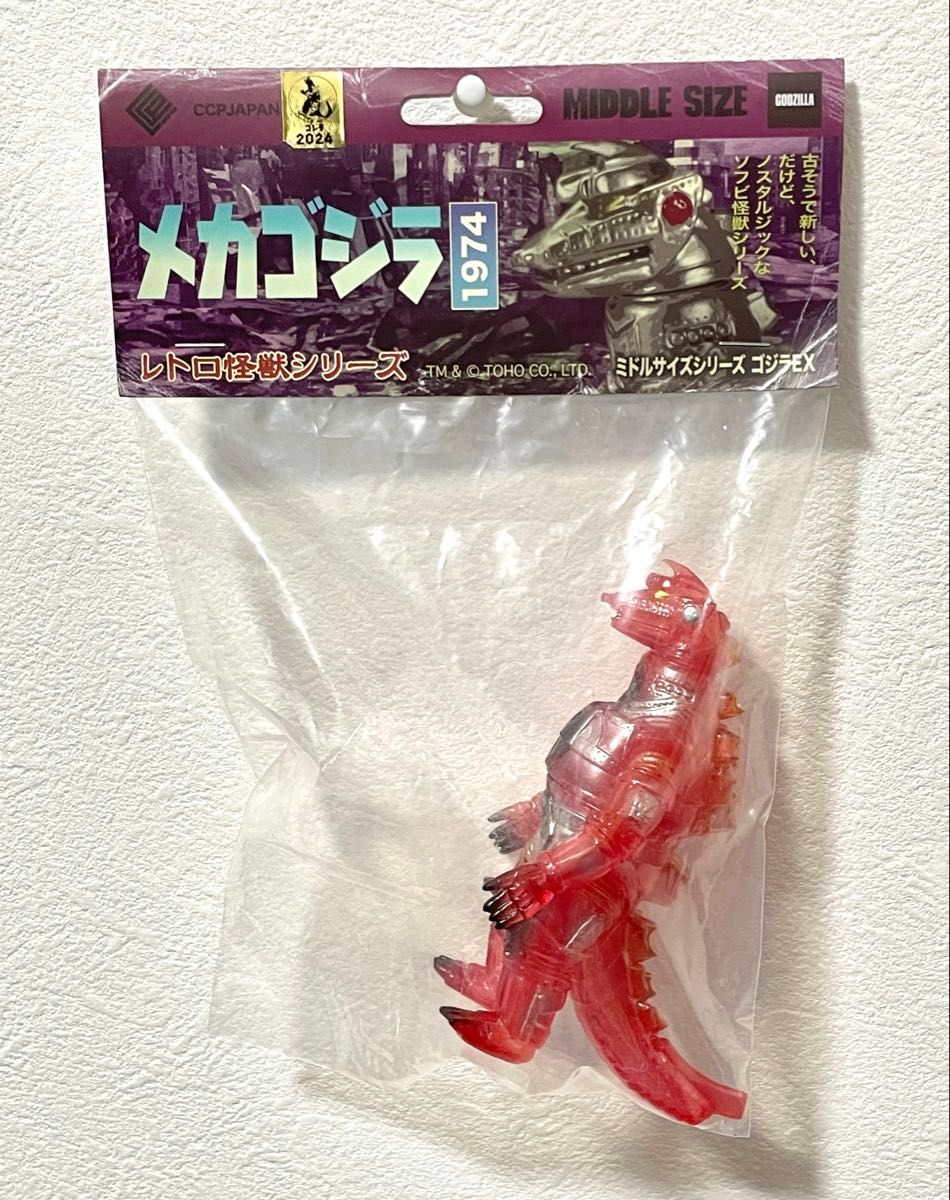 CCPJAPAN
ゴジラ
2024
MIDDLE SIZE
GODZILLA
古そうで新しい、
だけど、
ノスタルジックな
ソフビ怪獣シリーズ
メカゴジラ
1974
レトロ怪獣シリーズ
TM & © TOHO CO., LTD.
ミドルサイズシリーズ ゴジラEX